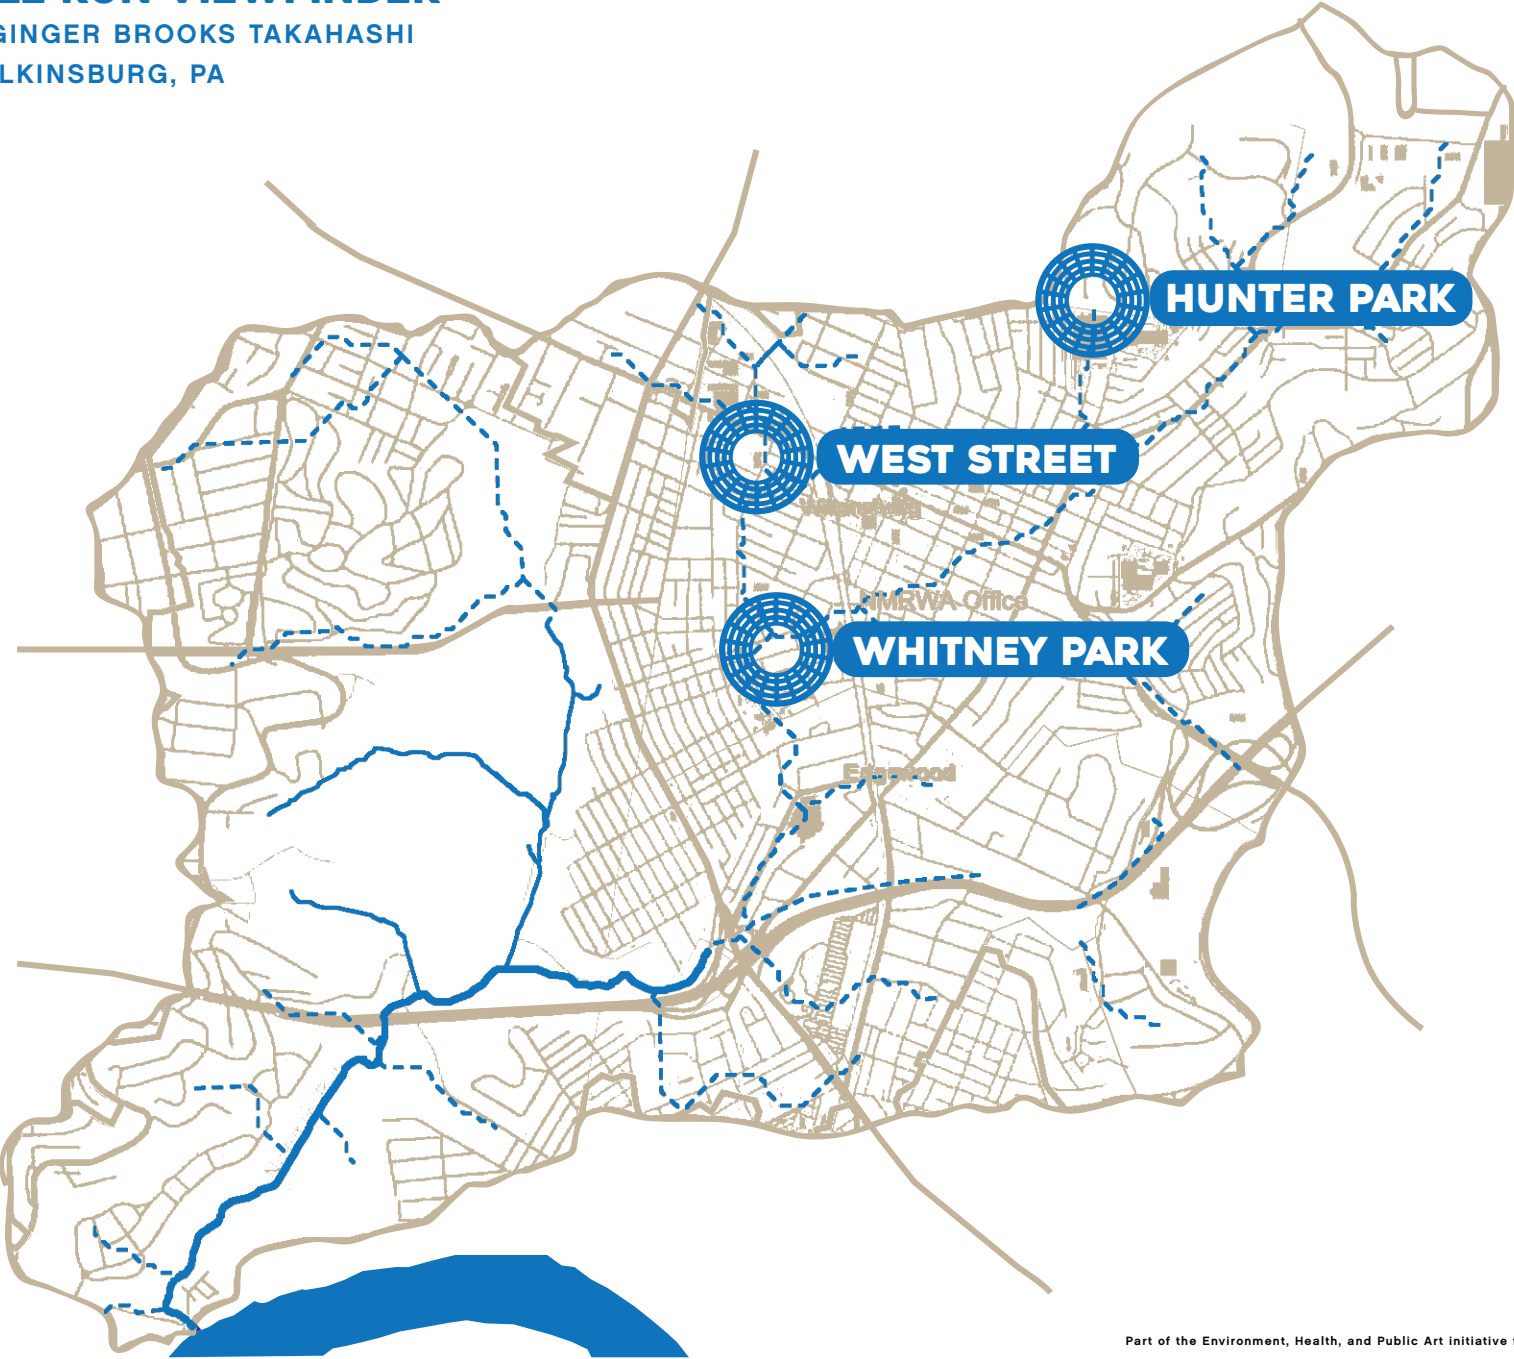 GINGER BROOKS TAKAHASHI
LKINSBURG, PA
HUNTER PARK
WEST STREET
NMRWA Office
WHITNEY PARK
Edgewood
Part of the Environment, Health, and Public Art initiative